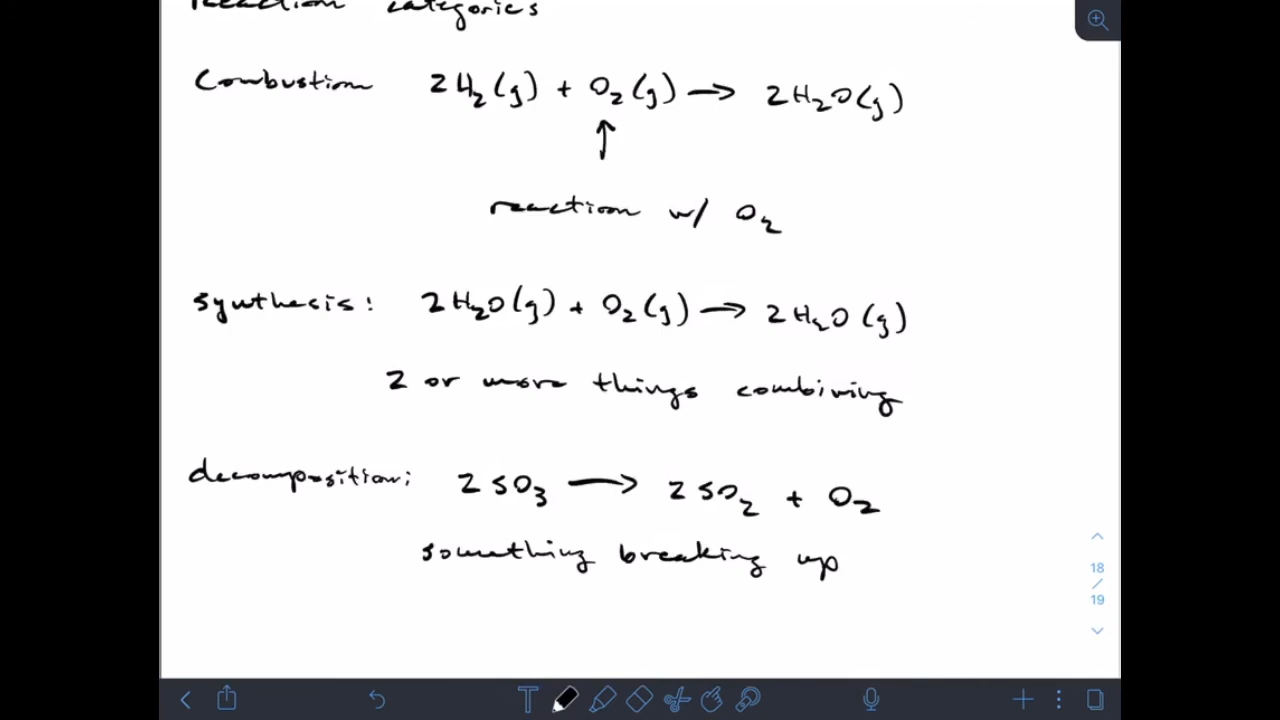 reaction categories
Combustion 2H₂(g) + O₂(g) → 2H₂O(g)
↑
reaction w/ O₂
synthesis: 2H₂O(g) + O₂(g) → 2H₂O(g)
2 or more things combining
decomposition: 2SO₃ → 2SO₂ + O₂
something breaking up
18
/
19
T